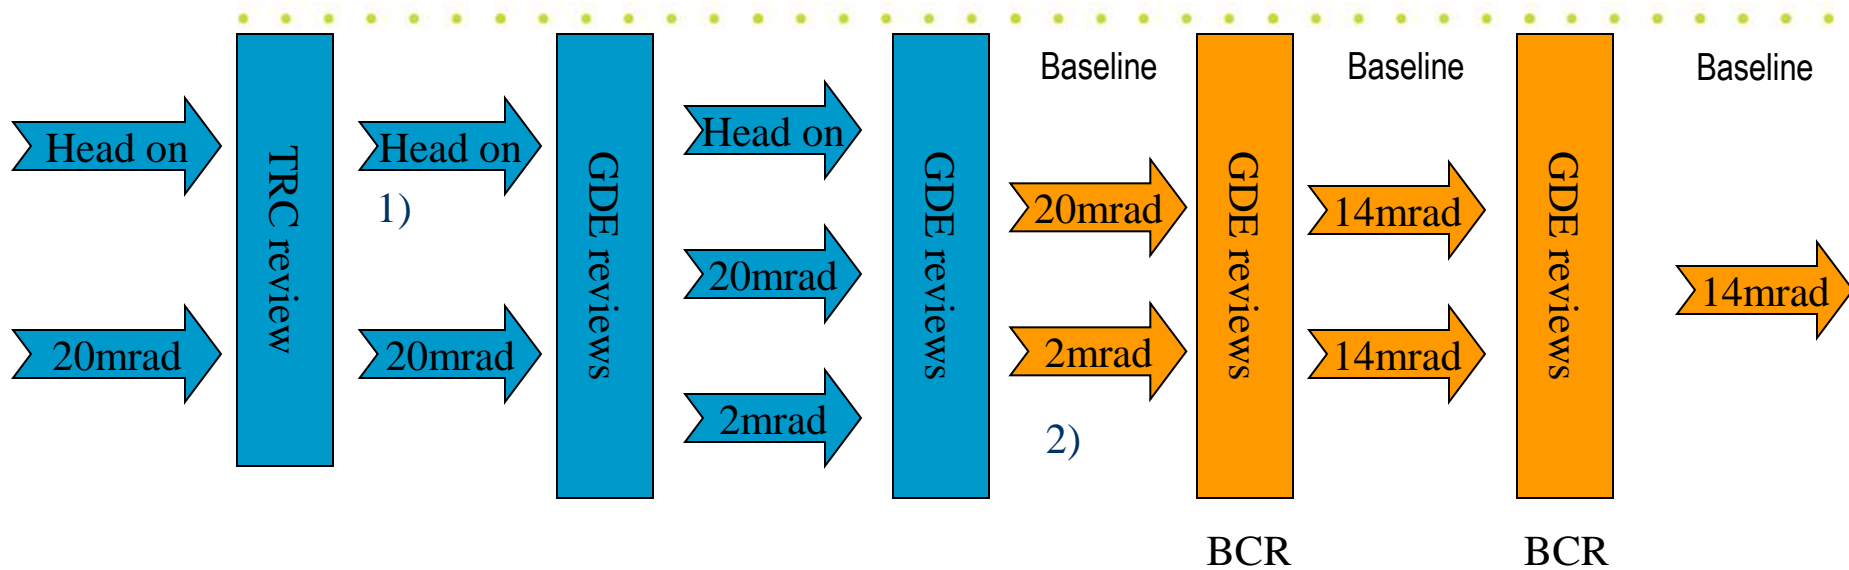 Head on
20mrad
TRC review
Head on
1)
20mrad
GDE reviews
Head on
20mrad
2mrad
GDE reviews
Baseline
20mrad
2mrad
2)
GDE reviews
BCR
Baseline
14mrad
14mrad
GDE reviews
BCR
Baseline
14mrad